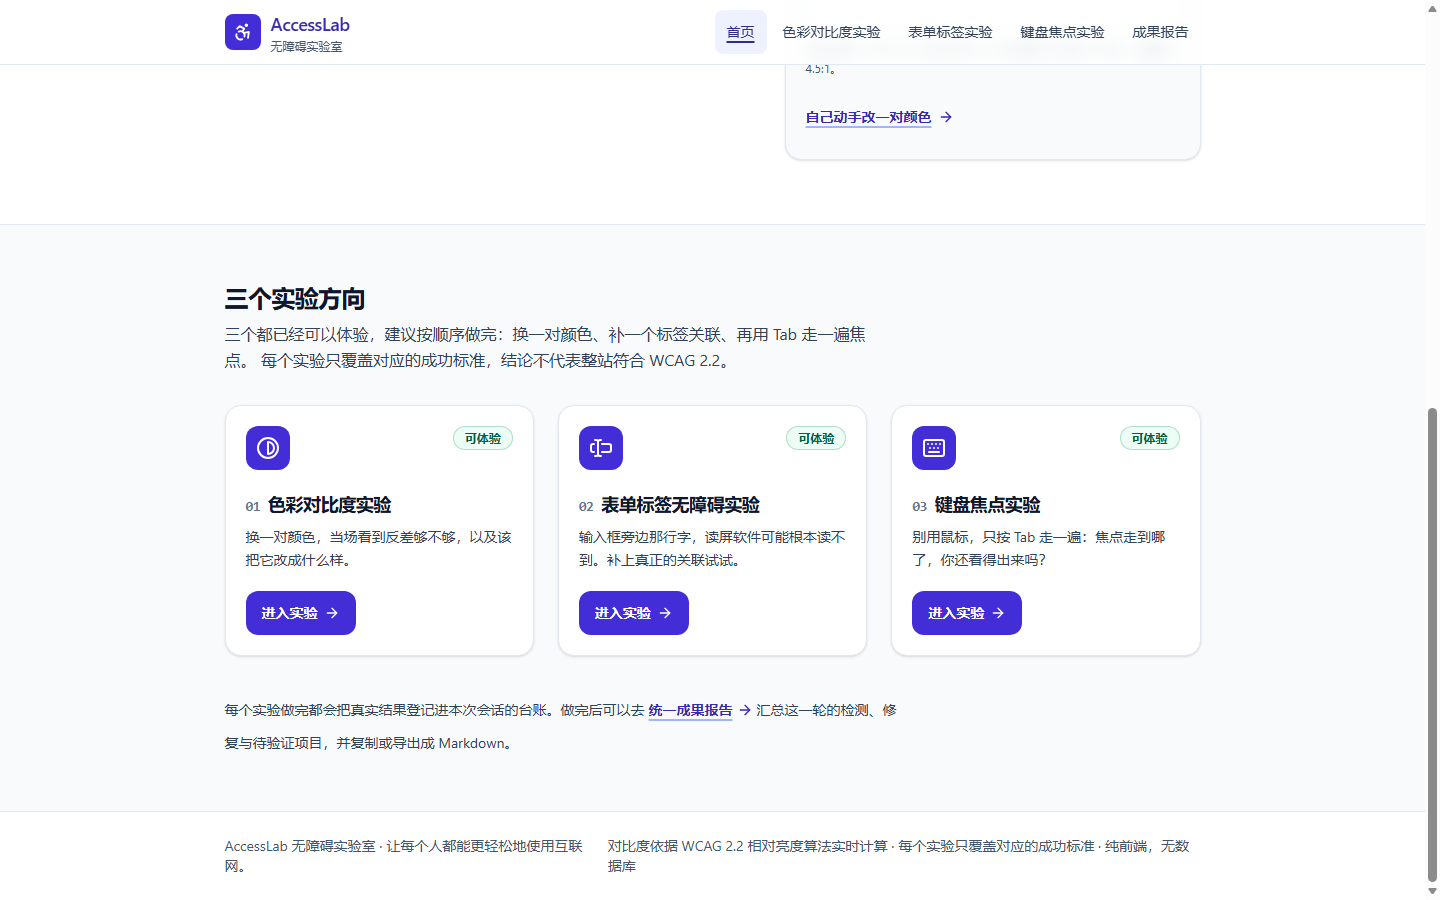 AccessLab
无障碍实验室
首页
色彩对比度实验
表单标签实验
键盘焦点实验
成果报告
4.5:1。
自己动手改一对颜色 →
三个实验方向
三个都已经可以体验，建议按顺序做完：换一对颜色、补一个标签关联、再用 Tab 走一遍焦
点。 每个实验只覆盖对应的成功标准，结论不代表整站符合 WCAG 2.2。
可体验
01 色彩对比度实验
换一对颜色，当场看到反差够不够，以及该
把它改成什么样。
进入实验 →
可体验
02 表单标签无障碍实验
输入框旁边那行字，读屏软件可能根本读不
到。补上真正的关联试试。
进入实验 →
可体验
03 键盘焦点实验
别用鼠标，只按 Tab 走一遍：焦点走到哪
了，你还看得出来吗？
进入实验 →
每个实验做完都会把真实结果登记进本次会话的台账。做完后可以去 统一成果报告 → 汇总这一轮的检测、修
复与待验证项目，并复制或导出成 Markdown。
AccessLab 无障碍实验室 · 让每个人都能更轻松地使用互联
网。
对比度依据 WCAG 2.2 相对亮度算法实时计算 · 每个实验只覆盖对应的成功标准 · 纯前端，无数
据库